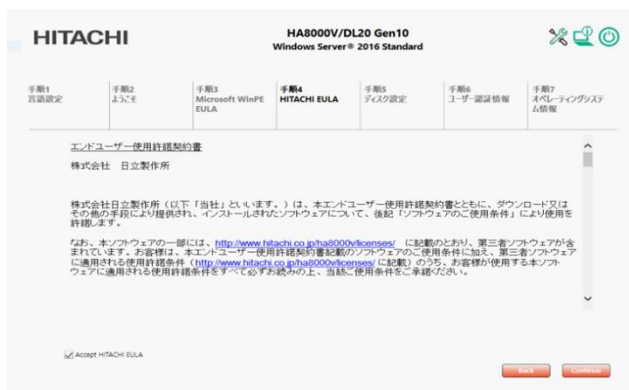 HITACHI
HA8000V/DL20 Gen10
Windows Server® 2016 Standard
手順1
言語設定
手順2
ようこそ
手順3
Microsoft WinPE
EULA
手順4
HITACHI EULA
手順5
ディスク設定
手順6
ユーザー認証情報
手順7
オペレーティングシステ
ム情報
エンドユーザー使用許諾契約書
株式会社 日立製作所
株式会社日立製作所(以下「当社」といいます。)は、本エンドユーザー使用許諾契約書とともに、ダウンロード又は
その他の手段により提供され、インストールされたソフトウェアについて、後記「ソフトウェアのご使用条件」により使用を
許諾します。
なお、本ソフトウェアの一部には、http://www.hitachi.co.jp/ha8000v/licenses/ に記載のとおり、第三者ソフトウェアが含
まれています。お客様は、本エンドユーザー使用許諾契約書記載のソフトウェアのご使用条件に加え、第三者ソフトウェア
に適用される使用許諾条件(http://www.hitachi.co.jp/ha8000v/licenses/ に記載)のうち、お客様が使用する本ソフト
ウェアに適用される使用許諾条件をすべて必ずお読みの上、当該ご使用条件をご承諾ください。
Accept HITACHI EULA
Back
Continue